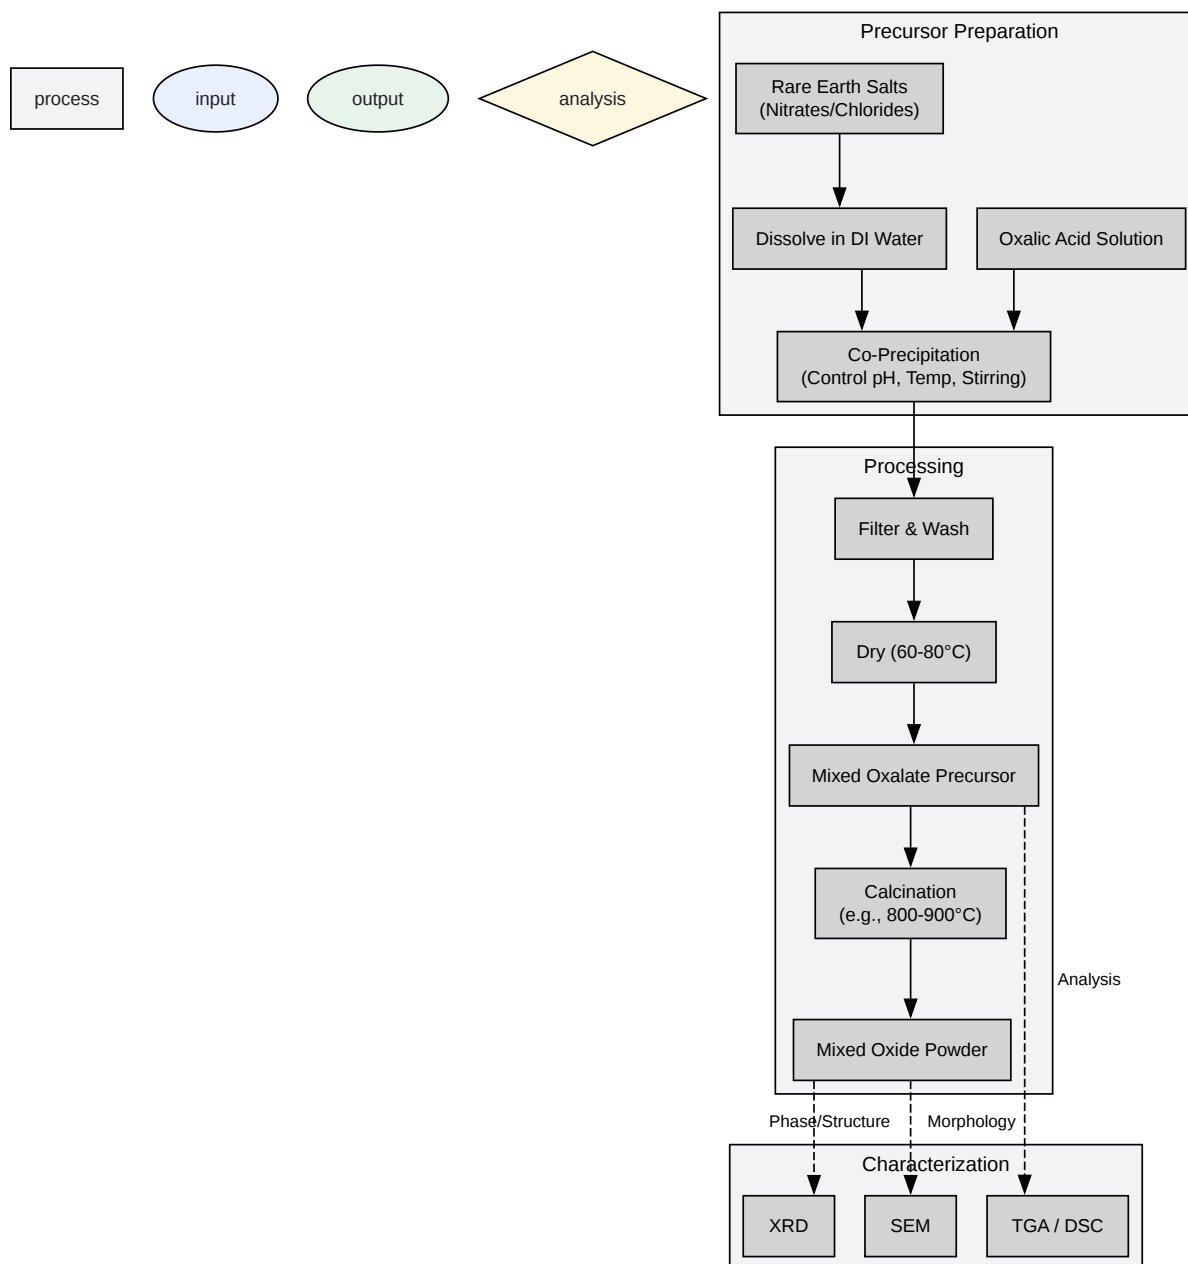 Precursor Preparation
process
input
output
analysis
Rare Earth Salts
(Nitrates/Chlorides)
Dissolve in DI Water
Oxalic Acid Solution
Co-Precipitation
(Control pH, Temp, Stirring)
Processing
Filter & Wash
Dry (60-80°C)
Mixed Oxalate Precursor
Calcination
(e.g., 800-900°C)
Analysis
Mixed Oxide Powder
Phase/Structure
Morphology
Characterization
XRD
SEM
TGA / DSC